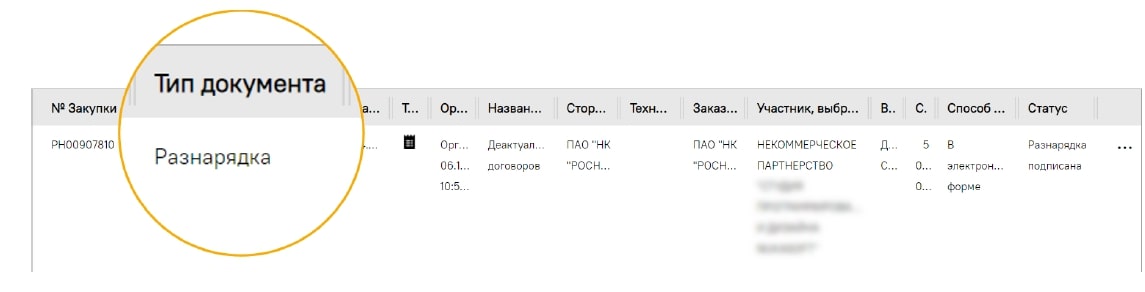 Тип документа
№ Закупки а... Т... Ор... Назван... Стор... Техн... Заказ... Участник, выбр... В.. С. Способ ... Статус
РН00907810 Разнарядка .... Орг... Деактуал... ПАО "НК ПАО "НК НЕКОММЕРЧЕСКОЕ Д... 5 В Разнарядка ...
06.1... договоров "РОСН... "РОСН... ПАРТНЕРСТВО С... 0... электрон... подписана
10:5... 0... форме